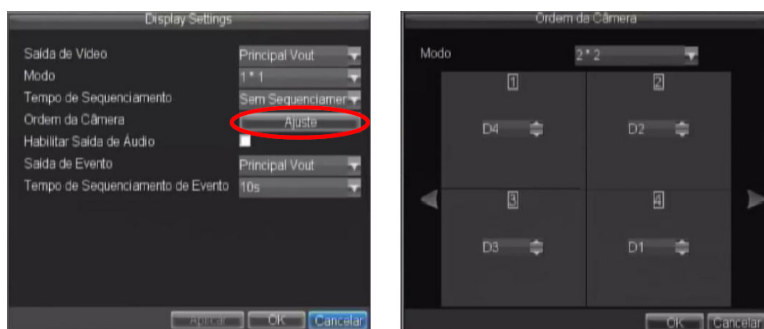 Display Settings
Saída de Vídeo Principal Vout
Modo 1 * 1
Tempo de Sequenciamento Sem Sequenciamer
Ordem da Câmera Ajuste
Habilitar Saída de Áudio
Saída de Evento Principal Vout
Tempo de Sequenciamento de Evento 10s
Aplicar OK Cancelar
Ordem da Câmera
Modo 2 * 2
1 2
D4 D2
3 4
D3 D1
OK Cancelar